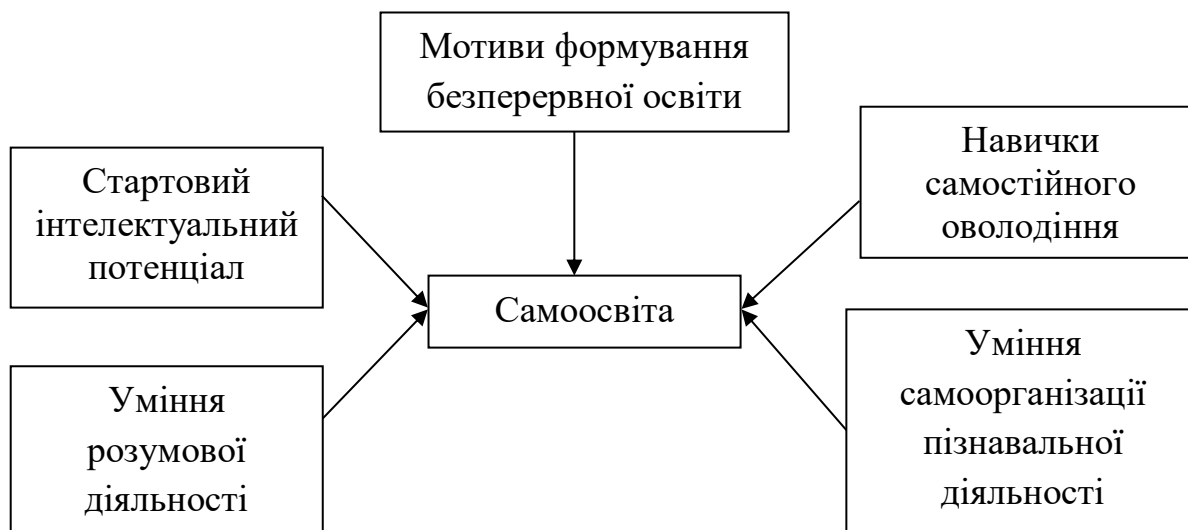 Мотиви формування
безперервної освіти
Стартовий
інтелектуальний
потенціал
Навички
самостійного
оволодіння
Самоосвіта
Уміння
розумової
діяльності
Уміння
самоорганізації
пізнавальної
діяльності